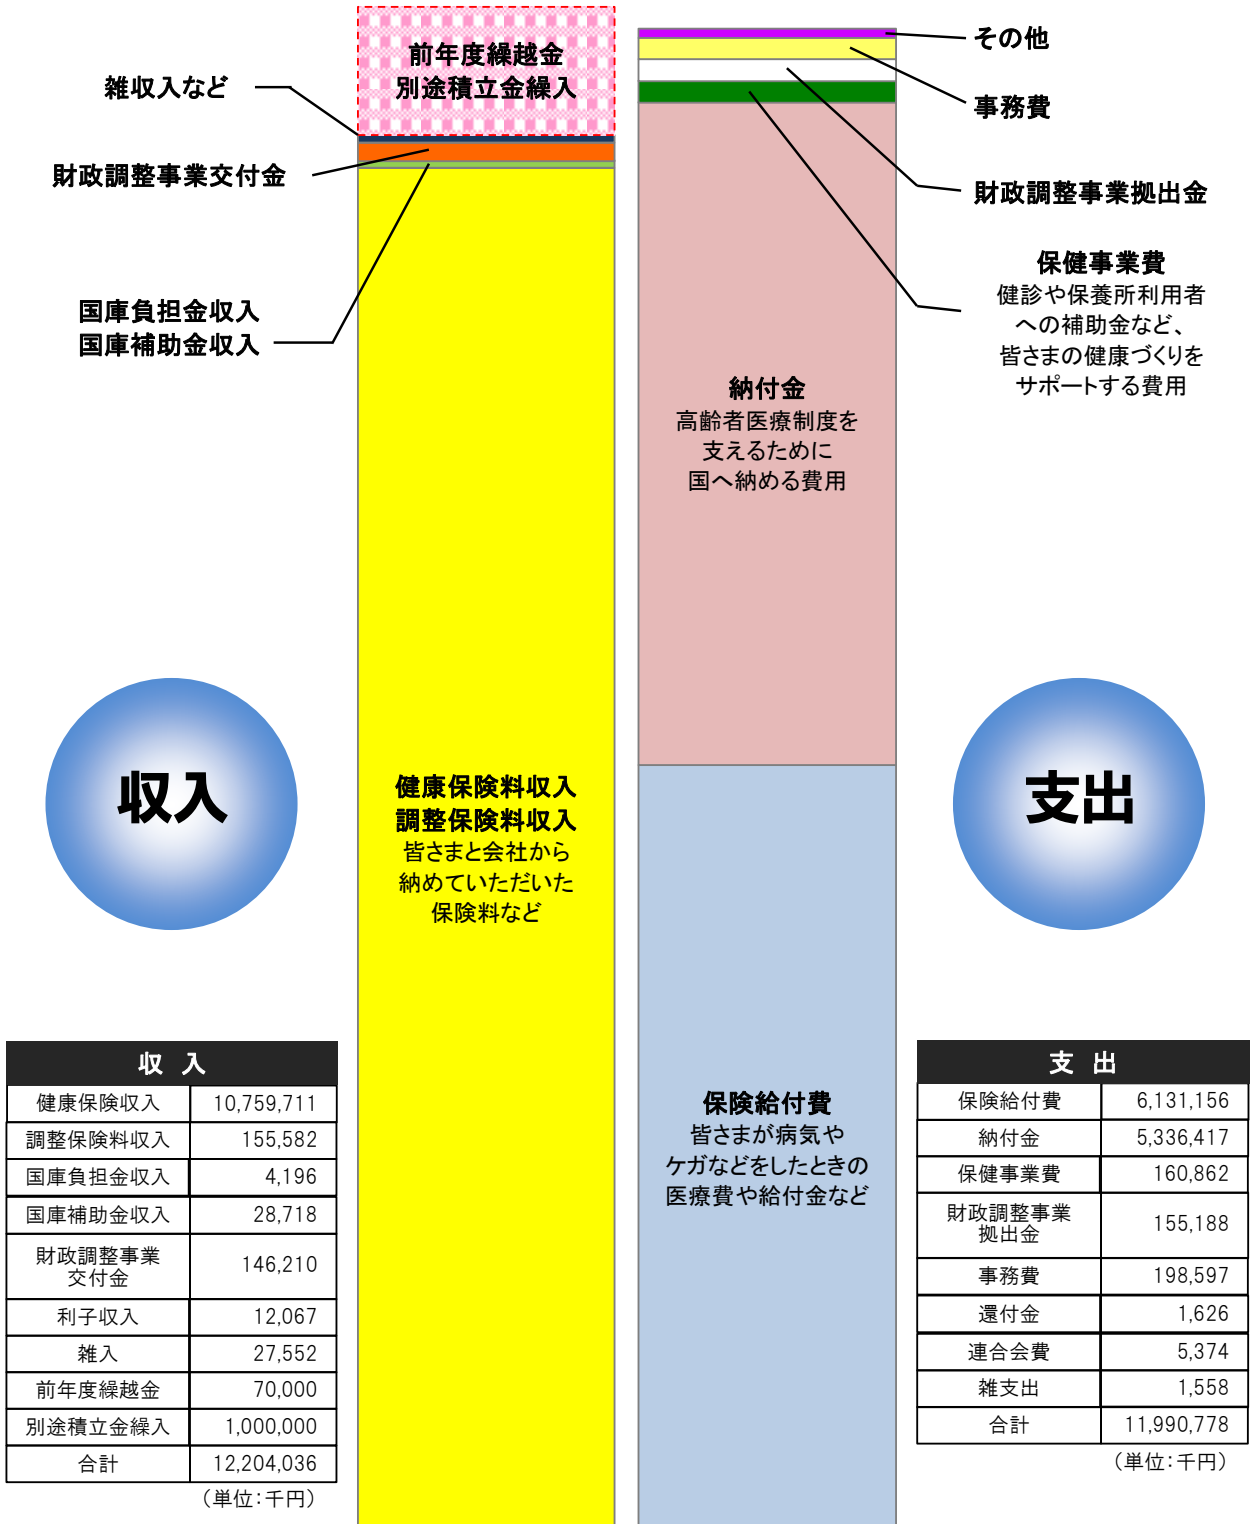 前年度繰越金
別途積立金繰入
雑収入など
財政調整事業交付金
国庫負担金収入
国庫補助金収入
その他
事務費
財政調整事業拠出金
保健事業費
健診や保養所利用者
への補助金など、
皆さまの健康づくりを
サポートする費用
納付金
高齢者医療制度を
支えるために
国へ納める費用
収入
健康保険料収入
調整保険料収入
皆さまと会社から
納めていただいた
保険料など
支出
保険給付費
皆さまが病気や
ケガなどをしたときの
医療費や給付金など
収 入
健康保険収入 10,759,711
調整保険料収入 155,582
国庫負担金収入 4,196
国庫補助金収入 28,718
財政調整事業
交付金 146,210
利子収入 12,067
雑入 27,552
前年度繰越金 70,000
別途積立金繰入 1,000,000
合計 12,204,036
（単位：千円）
支 出
保険給付費 6,131,156
納付金 5,336,417
保健事業費 160,862
財政調整事業
拠出金 155,188
事務費 198,597
還付金 1,626
連合会費 5,374
雑支出 1,558
合計 11,990,778
（単位：千円）